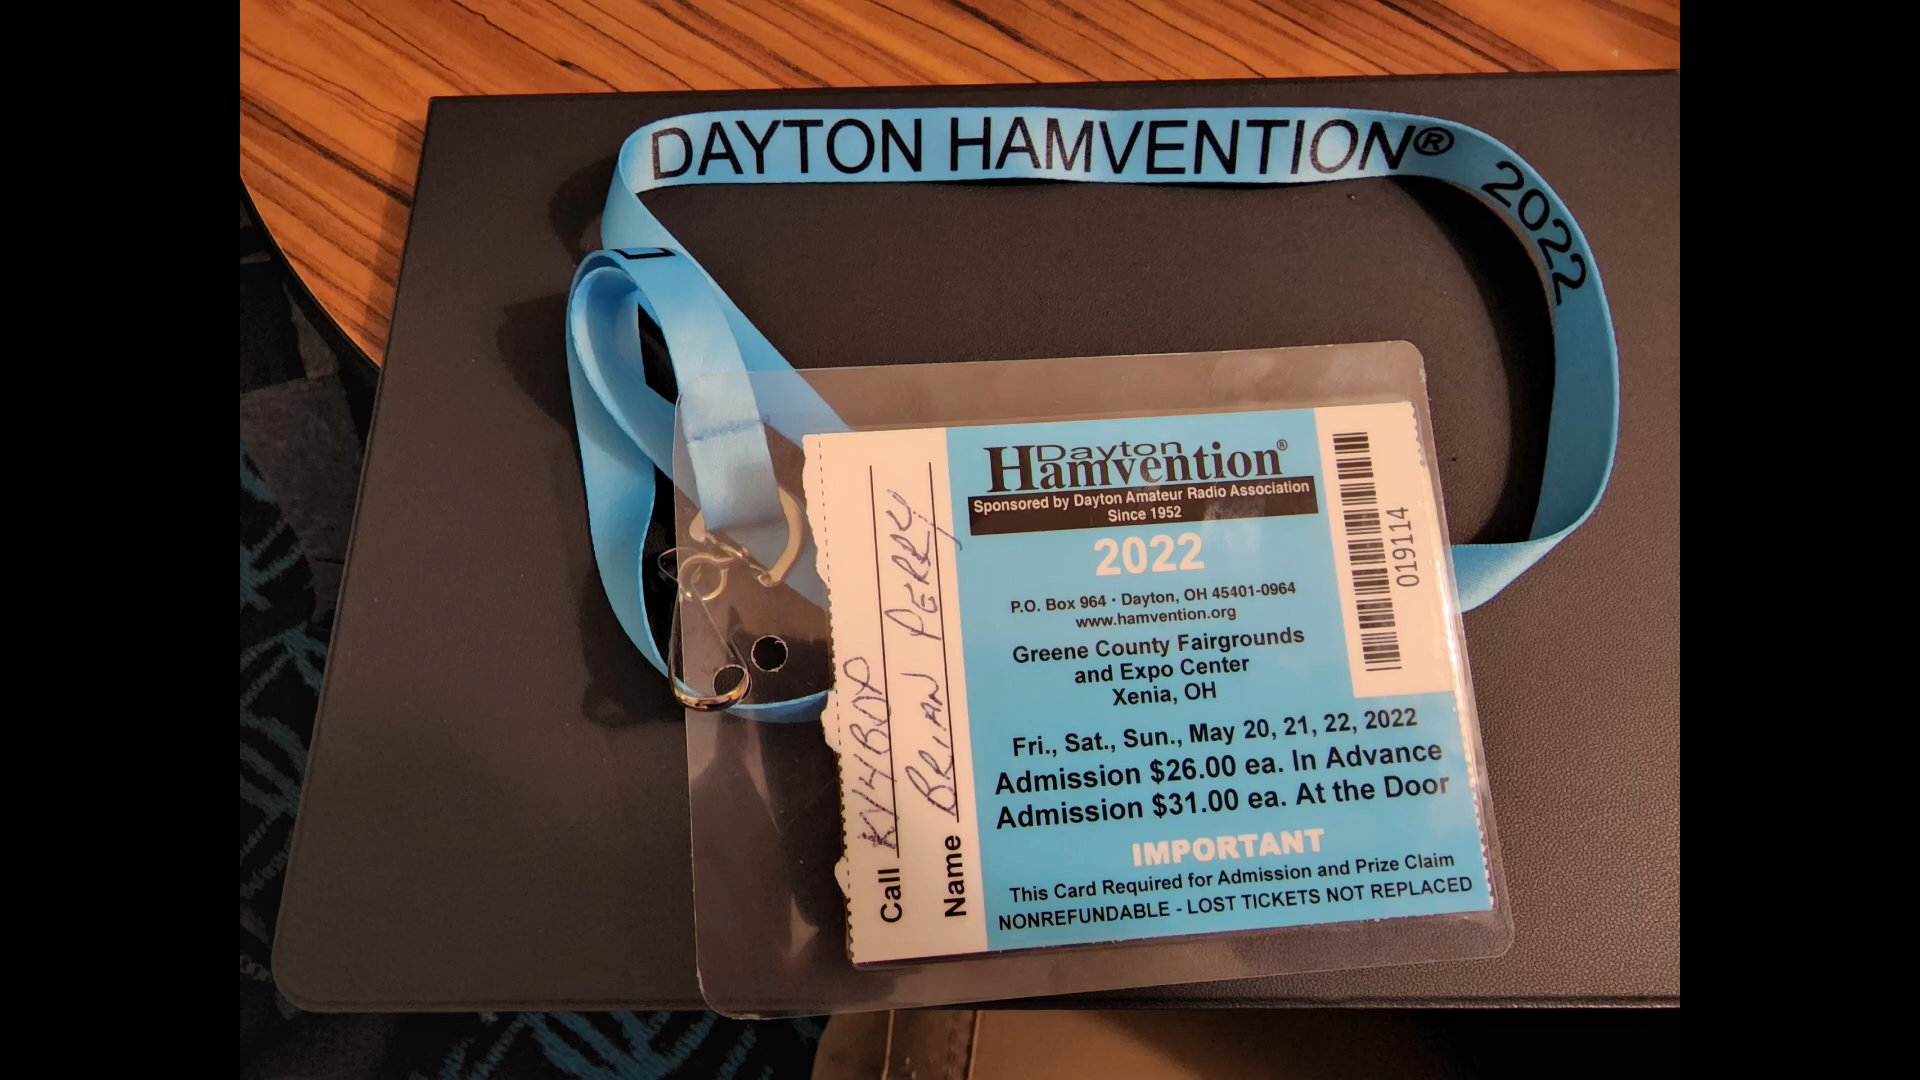 DAYTON HAMVENTION® 2022
Dayton
Hamvention®
Sponsored by Dayton Amateur Radio Association
Since 1952
2022
P.O. Box 964 · Dayton, OH 45401-0964
www.hamvention.org
Greene County Fairgrounds
and Expo Center
Xenia, OH
Fri., Sat., Sun., May 20, 21, 22, 2022
Admission $26.00 ea. In Advance
Admission $31.00 ea. At the Door
IMPORTANT
This Card Required for Admission and Prize Claim
NONREFUNDABLE - LOST TICKETS NOT REPLACED
019114
Call
Name BRIAN PERRY